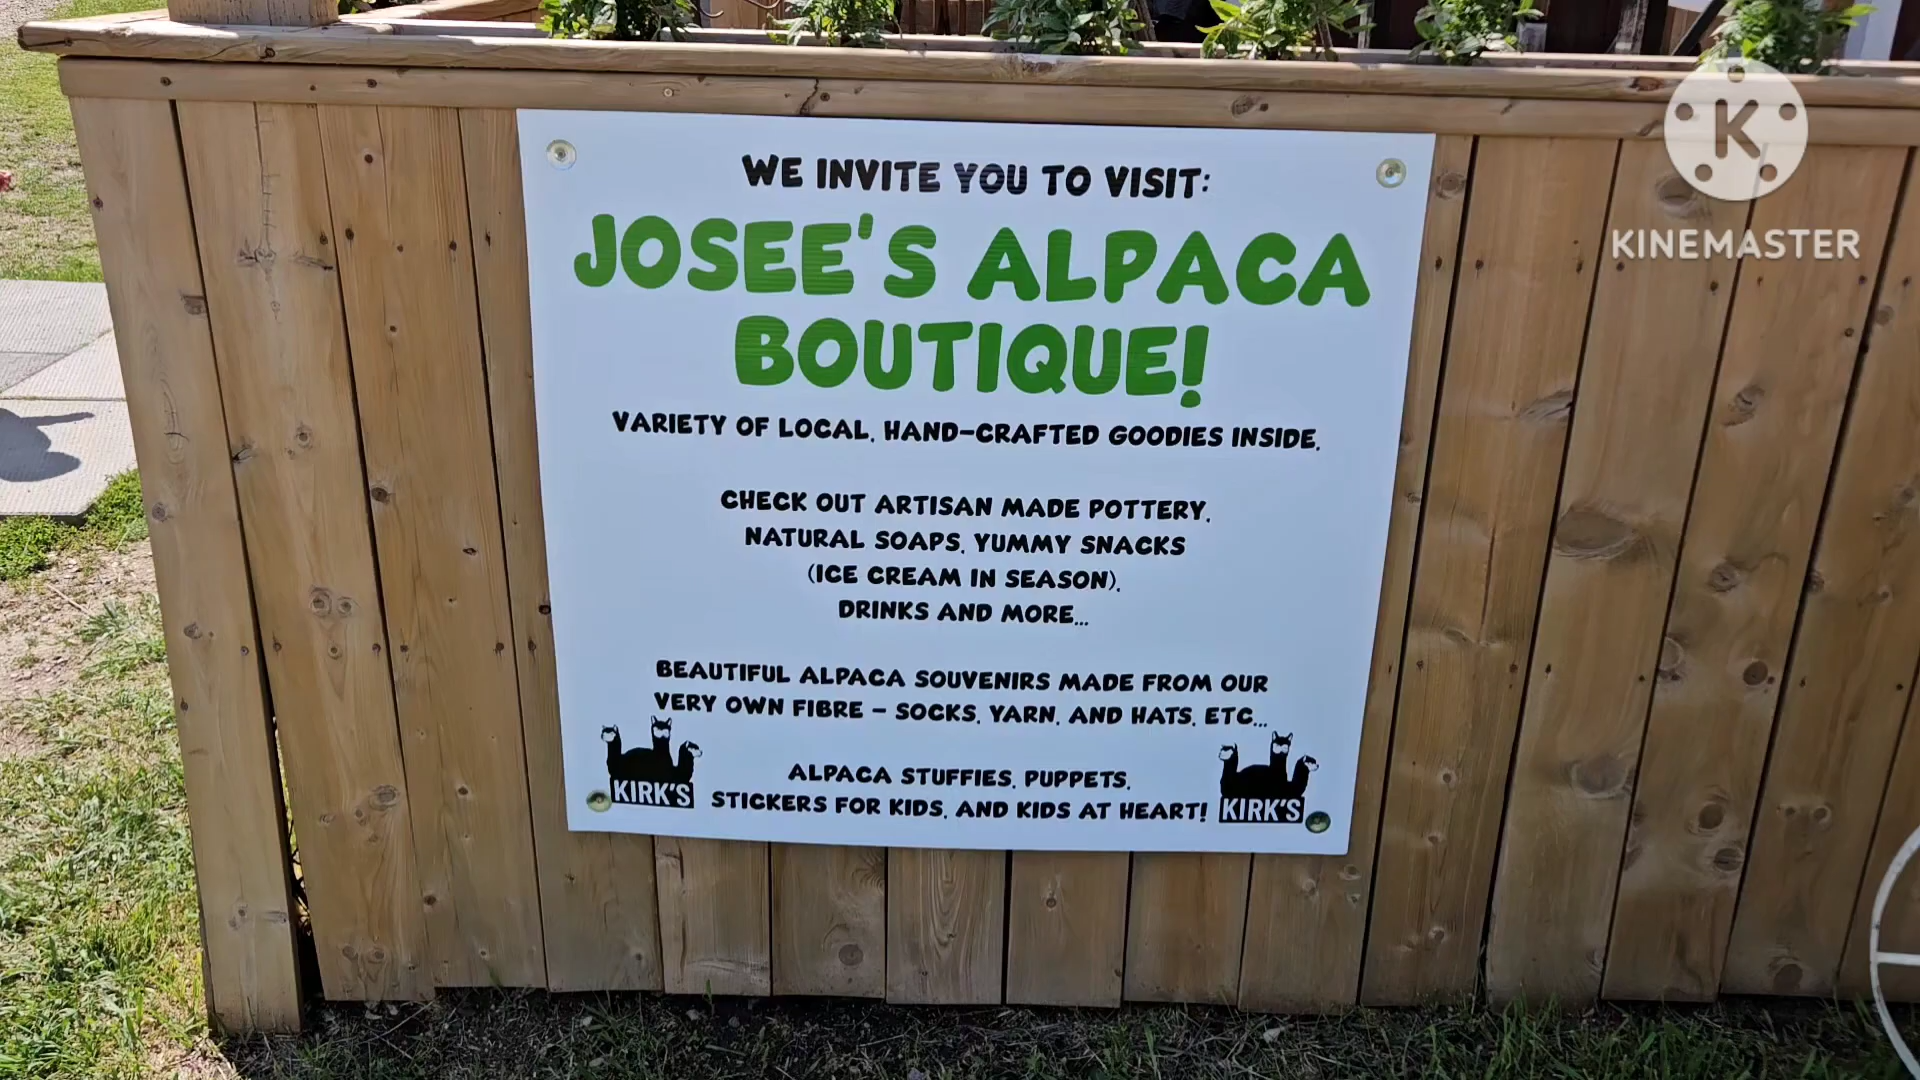 WE INVITE YOU TO VISIT:
JOSEE'S ALPACA
BOUTIQUE!
VARIETY OF LOCAL, HAND-CRAFTED GOODIES INSIDE.
CHECK OUT ARTISAN MADE POTTERY,
NATURAL SOAPS, YUMMY SNACKS
(ICE CREAM IN SEASON),
DRINKS AND MORE...
BEAUTIFUL ALPACA SOUVENIRS MADE FROM OUR
VERY OWN FIBRE - SOCKS, YARN, AND HATS, ETC...
ALPACA STUFFIES, PUPPETS,
STICKERS FOR KIDS, AND KIDS AT HEART!
KIRK'S
KIRK'S
K
KINEMASTER